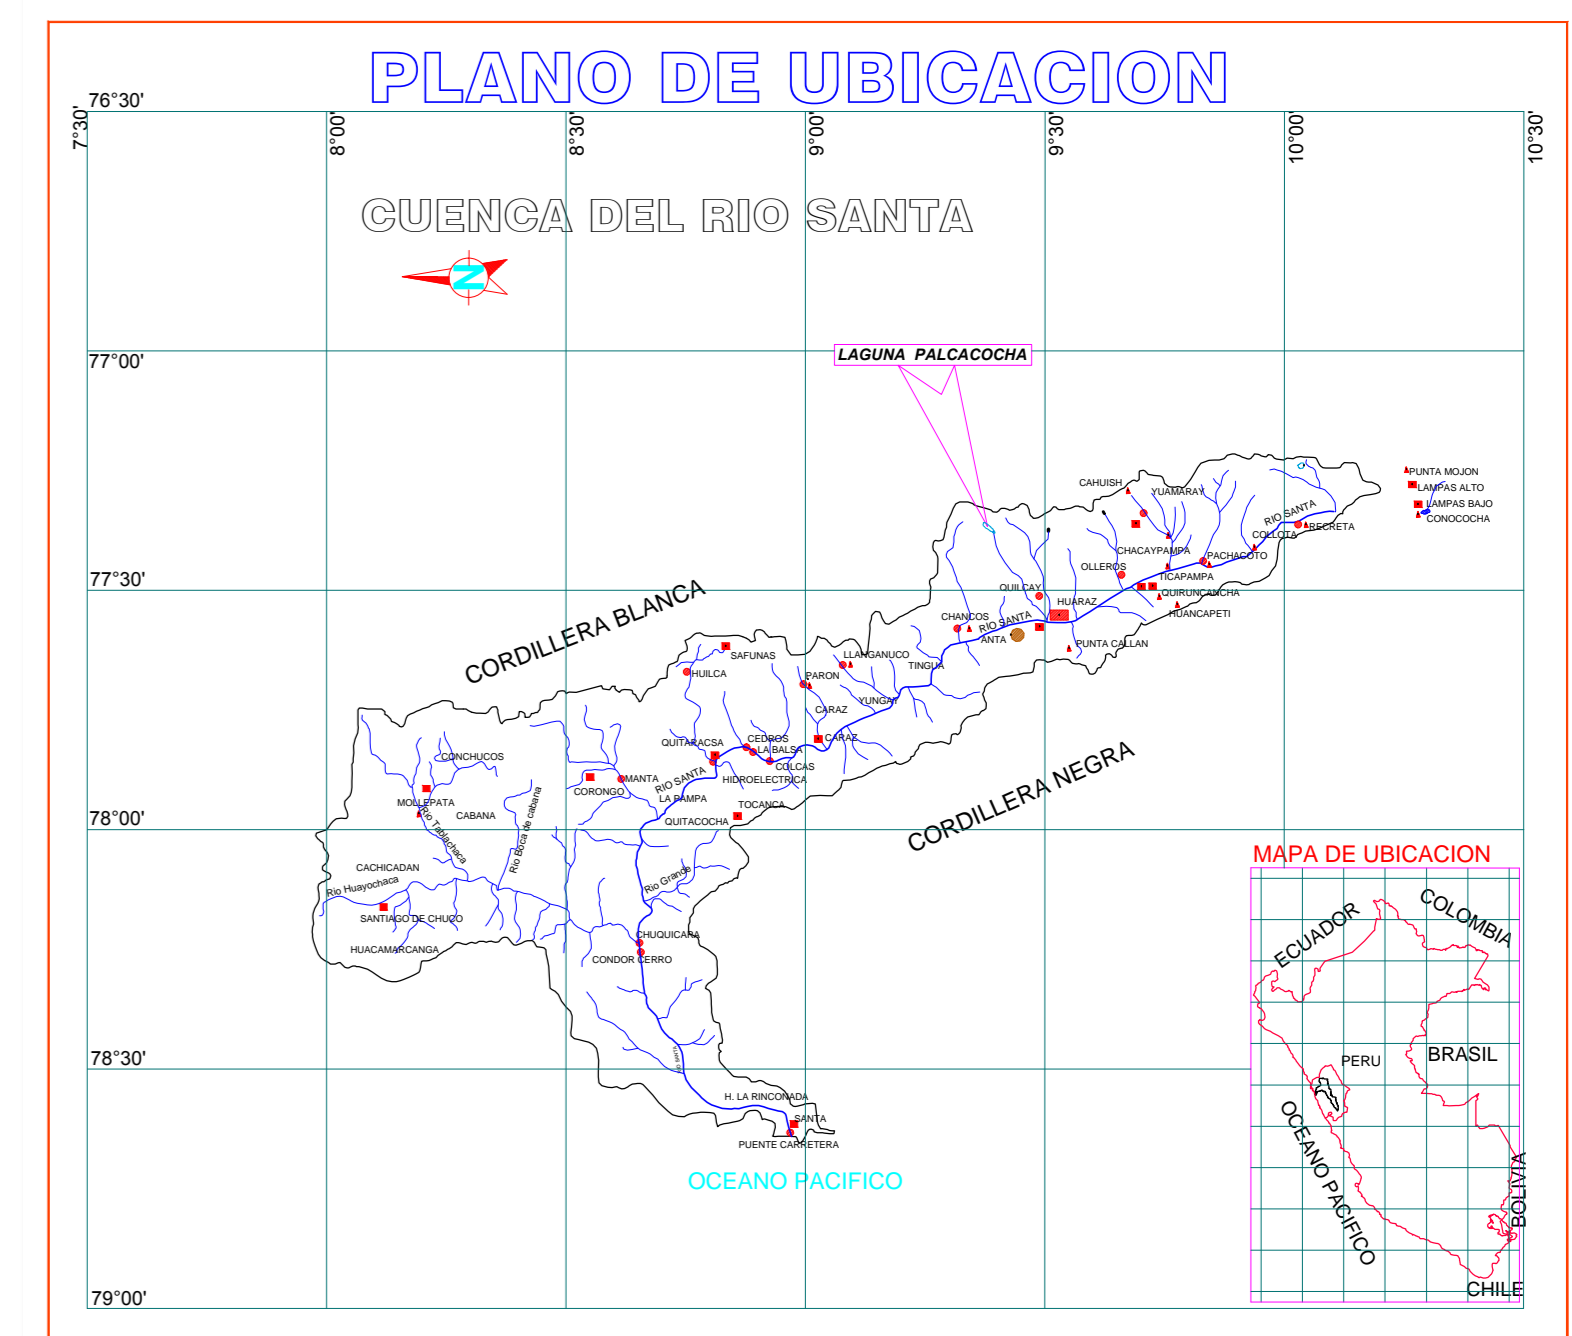 PLANO DE UBICACION
76°30'
7°30'
8°00'
8°30'
9°00'
9°30'
10°00'
10°30'
CUENCA DEL RIO SANTA
N
77°00'
LAGUNA PALCACOCHA
PUNTA MOJON
CAHUISH
LAMPAS ALTO
YUAMARAY
LAMPAS BAJO
RIO SANTA
CONOCOCHA
RECRETA
COLLOTA
CHACAYPAMPA
PACHACOTO
OLLEROS
TICAPAMPA
77°30'
QUILCAY
QUIRUNCANCHA
HUARAZ
HUANCAPETI
CHANCOS
RIO SANTA
ANTA
PUNTA CALLAN
CORDILLERA BLANCA
SAFUNAS
LLANGANUCO
TINGUA
HUILCA
PARON
YUNGAY
CARAZ
CEDROS
CARAZ
QUITARACSA
LA BALSA
CONCHUCOS
COLCAS
CORDILLERA NEGRA
RIO SANTA
HIDROELECTRICA
MANTA
CORONGO
LA PAMPA
MOLLEPATA
TOCANCA
CABANA
QUITACOCHA
78°00'
Rio Tablachaca
Rio Boca de cabana
CACHICADAN
Rio Huayochaca
Rio Grande
SANTIAGO DE CHUCO
CHUQUICARA
HUACAMARCANGA
CONDOR CERRO
78°30'
RIO SANTA
H. LA RINCONADA
SANTA
PUENTE CARRETERA
OCEANO PACIFICO
79°00'
MAPA DE UBICACION
ECUADOR
COLOMBIA
PERU
BRASIL
OCEANO PACIFICO
BOLIVIA
CHILE